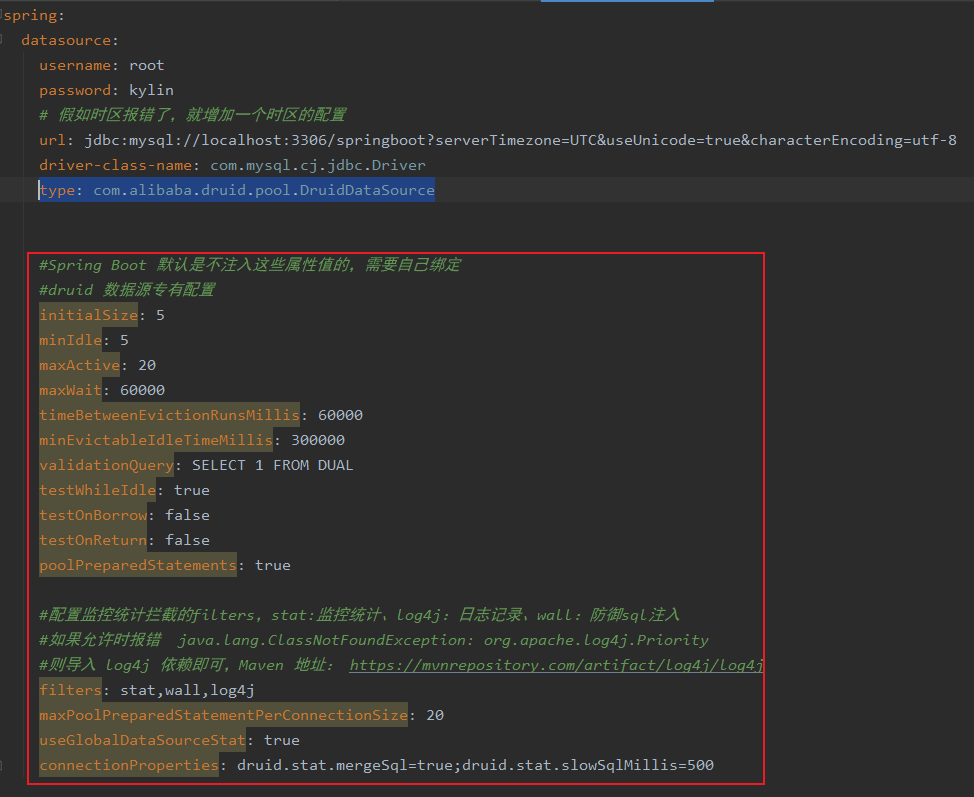 spring:
datasource:
username: root
password: kylin
# 假如时区报错了，就增加一个时区的配置
url: jdbc:mysql://localhost:3306/springboot?serverTimezone=UTC&useUnicode=true&characterEncoding=utf-8
driver-class-name: com.mysql.cj.jdbc.Driver
type: com.alibaba.druid.pool.DruidDataSource
#Spring Boot 默认是不注入这些属性值的，需要自己绑定
#druid 数据源专有配置
initialSize: 5
minIdle: 5
maxActive: 20
maxWait: 60000
timeBetweenEvictionRunsMillis: 60000
minEvictableIdleTimeMillis: 300000
validationQuery: SELECT 1 FROM DUAL
testWhileIdle: true
testOnBorrow: false
testOnReturn: false
poolPreparedStatements: true
#配置监控统计拦截的filters，stat:监控统计、log4j：日志记录、wall：防御sql注入
#如果允许时报错  java.lang.ClassNotFoundException: org.apache.log4j.Priority
#则导入 log4j 依赖即可，Maven 地址： https://mvnrepository.com/artifact/log4j/log4j
filters: stat,wall,log4j
maxPoolPreparedStatementPerConnectionSize: 20
useGlobalDataSourceStat: true
connectionProperties: druid.stat.mergeSql=true;druid.stat.slowSqlMillis=500